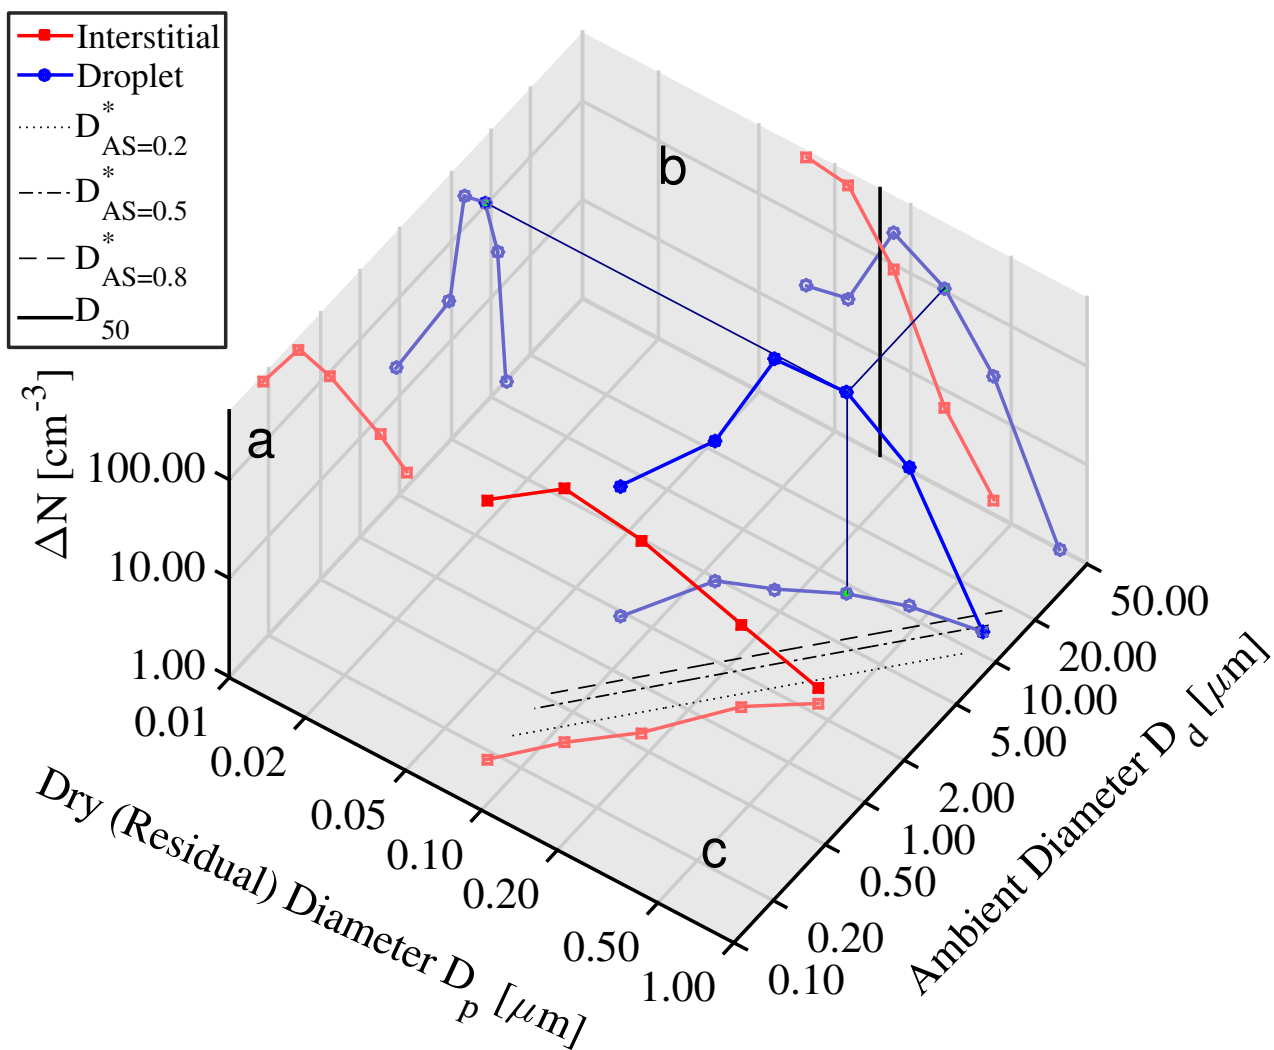 Interstitial
Droplet
D*AS=0.2
D*AS=0.5
D*AS=0.8
D50
a
b
c
ΔN [cm-3]
100.00
10.00
1.00
0.01
0.02
0.05
0.10
0.20
0.50
1.00
Dry (Residual) Diameter Dp [μm]
0.10
0.20
0.50
1.00
2.00
5.00
10.00
20.00
50.00
Ambient Diameter Dd [μm]